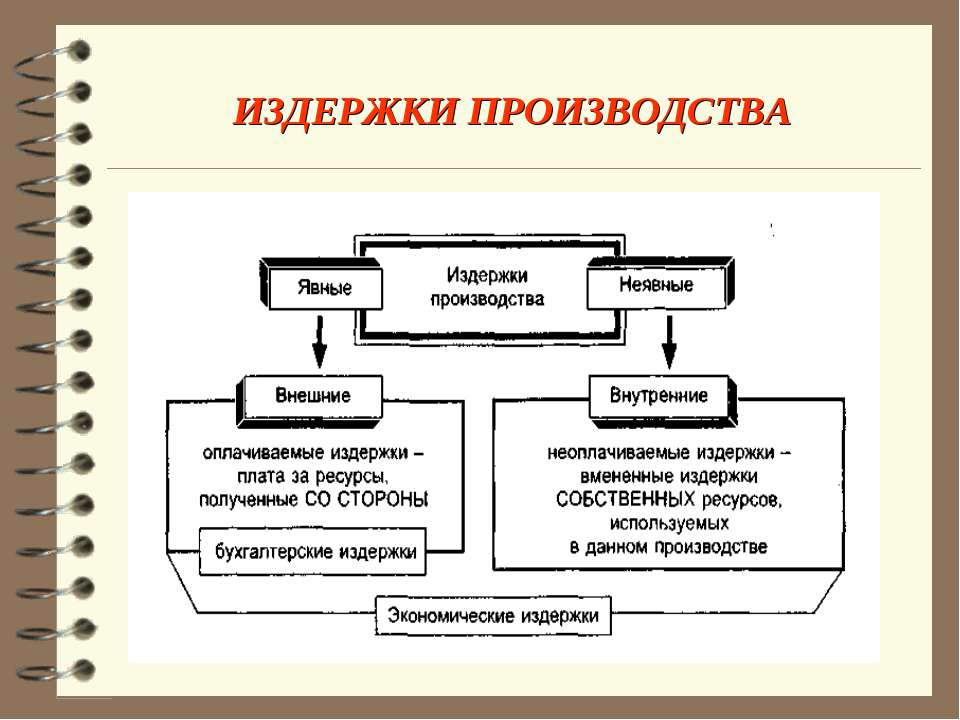 ИЗДЕРЖКИ ПРОИЗВОДСТВА
Издержки
производства
Явные
Неявные
Внешние
оплачиваемые издержки –
плата за ресурсы,
полученные СО СТОРОНЫ
бухгалтерские издержки
Внутренние
неоплачиваемые издержки –
вмененные издержки
СОБСТВЕННЫХ ресурсов,
используемых
в данном производстве
Экономические издержки